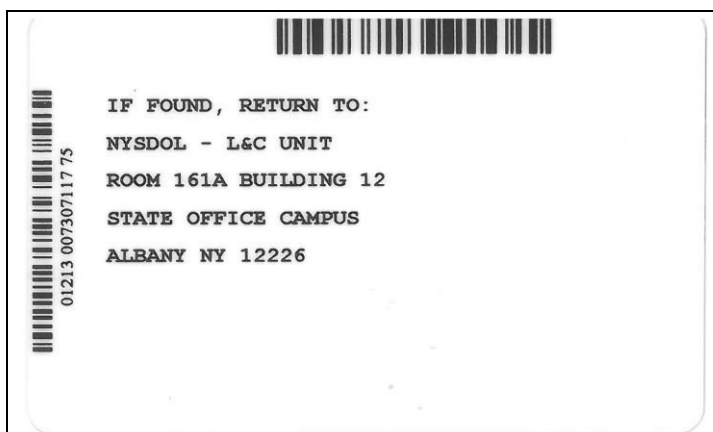 IF FOUND, RETURN TO:
NYSDOL - L&C UNIT
ROOM 161A BUILDING 12
STATE OFFICE CAMPUS
ALBANY NY 12226
01213 007307117 75